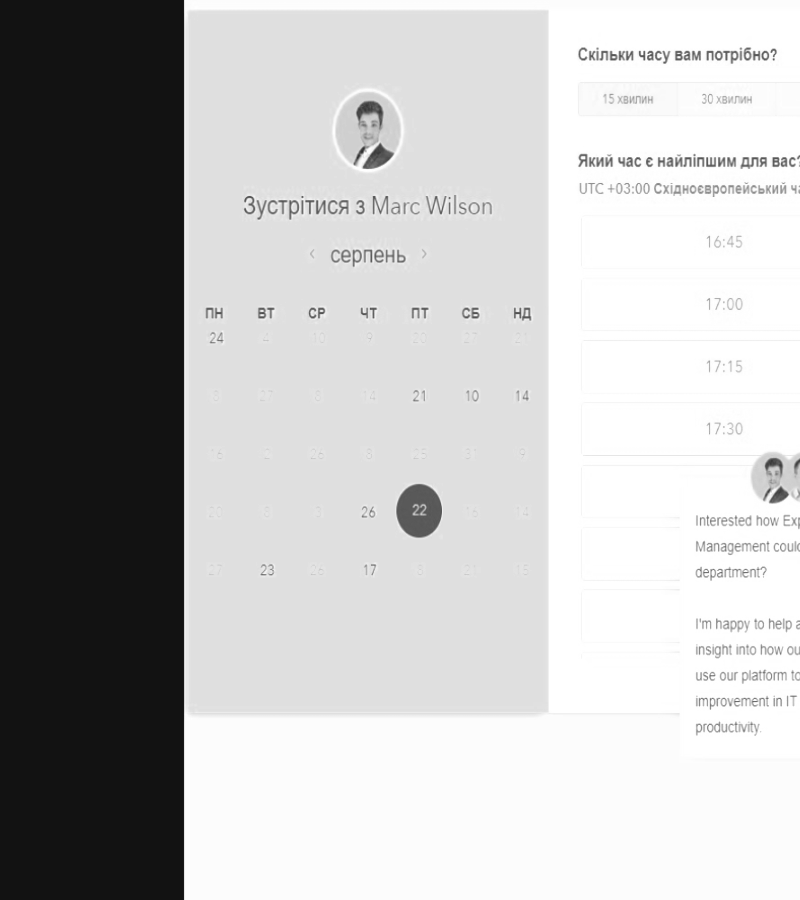 Зустрітися з Marc Wilson
‹ серпень ›
ПН ВТ СР ЧТ ПТ СБ НД
24 4 10 9 20 27 21
3 27 8 14 21 10 14
16 2 26 8 25 31 9
20 8 3 26 22 16 14
27 23 26 17 8 21 15
Скільки часу вам потрібно?
15 хвилин 30 хвилин
Який час є найліпшим для вас?
UTC +03:00 Східноєвропейський ча
16:45
17:00
17:15
17:30
Interested how Exp
Management could
department?
I'm happy to help a
insight into how ou
use our platform to
improvement in IT
productivity.